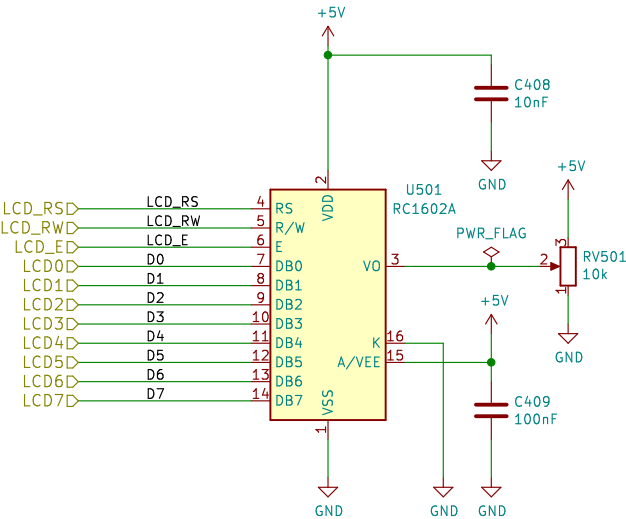 +5V
C408
10nF
GND
+5V
U501
RC1602A
2
VDD
LCD_RS LCD_RS 4 RS
LCD_RW LCD_RW 5 R/W
LCD_E LCD_E 6 E
LCD0 D0 7 DB0
LCD1 D1 8 DB1
LCD2 D2 9 DB2
LCD3 D3 10 DB3
LCD4 D4 11 DB4
LCD5 D5 12 DB5
LCD6 D6 13 DB6
LCD7 D7 14 DB7
VO 3
PWR_FLAG
3
2
1
RV501
10k
GND
+5V
K 16
A/VEE 15
VSS
1
C409
100nF
GND
GND
GND